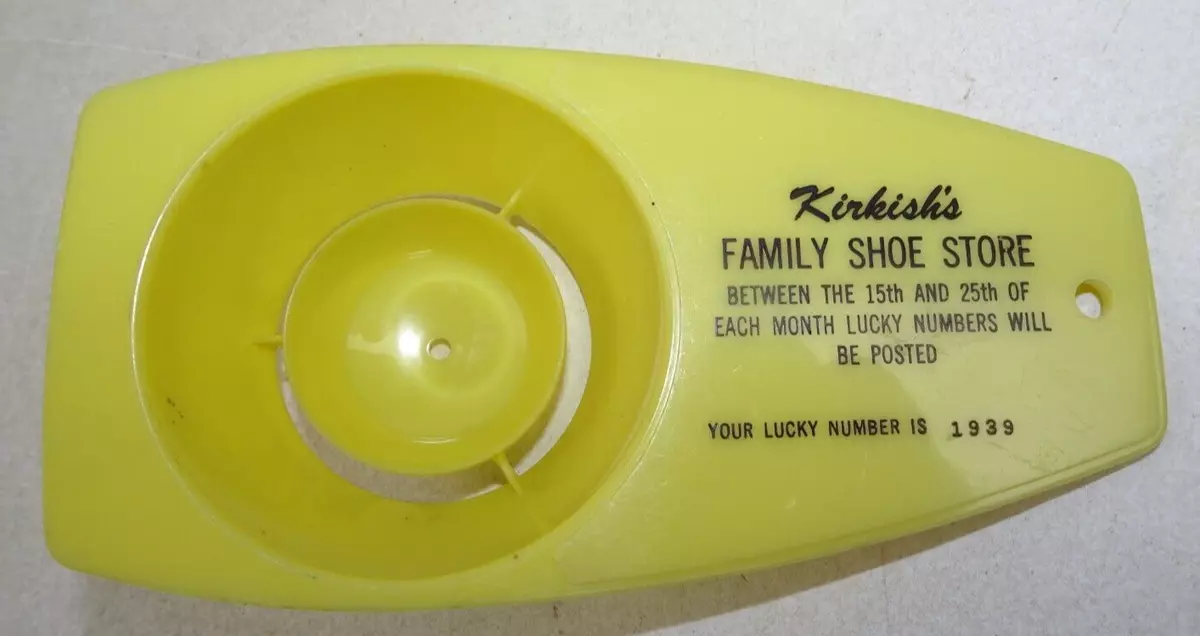 Kirkish's
FAMILY SHOE STORE
BETWEEN THE 15th AND 25th OF
EACH MONTH LUCKY NUMBERS WILL
BE POSTED
YOUR LUCKY NUMBER IS 1939